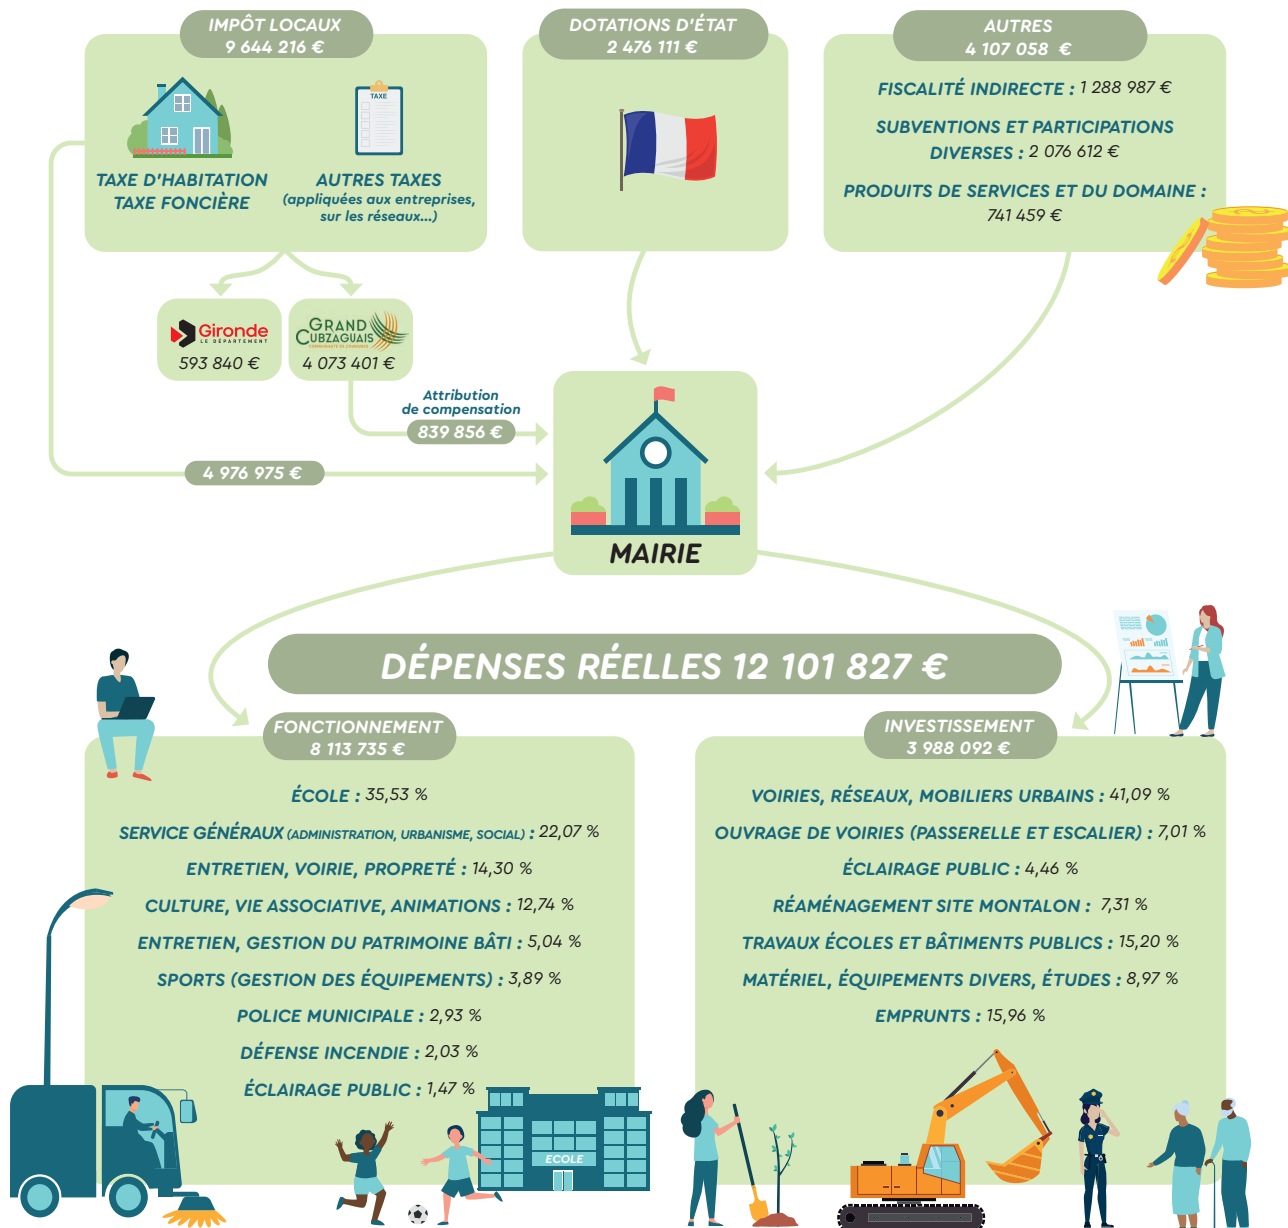 IMPÔT LOCAUX
9 644 216 €
DOTATIONS D'ÉTAT
2 476 111 €
AUTRES
4 107 058 €
TAXE
TAXE D'HABITATION
TAXE FONCIÈRE
AUTRES TAXES
(appliquées aux entreprises,
sur les réseaux...)
FISCALITÉ INDIRECTE : 1 288 987 €
SUBVENTIONS ET PARTICIPATIONS
DIVERSES : 2 076 612 €
PRODUITS DE SERVICES ET DU DOMAINE :
741 459 €
Gironde
LE DÉPARTEMENT
593 840 €
GRAND
CUBZAGUAIS
COMMUNAUTÉ DE COMMUNES
4 073 401 €
Attribution
de compensation
839 856 €
4 976 975 €
MAIRIE
DÉPENSES RÉELLES 12 101 827 €
FONCTIONNEMENT
8 113 735 €
ÉCOLE : 35,53 %
SERVICE GÉNÉRAUX (ADMINISTRATION, URBANISME, SOCIAL) : 22,07 %
ENTRETIEN, VOIRIE, PROPRETÉ : 14,30 %
CULTURE, VIE ASSOCIATIVE, ANIMATIONS : 12,74 %
ENTRETIEN, GESTION DU PATRIMOINE BÂTI : 5,04 %
SPORTS (GESTION DES ÉQUIPEMENTS) : 3,89 %
POLICE MUNICIPALE : 2,93 %
DÉFENSE INCENDIE : 2,03 %
ÉCLAIRAGE PUBLIC : 1,47 %
ECOLE
INVESTISSEMENT
3 988 092 €
VOIRIES, RÉSEAUX, MOBILIERS URBAINS : 41,09 %
OUVRAGE DE VOIRIES (PASSERELLE ET ESCALIER) : 7,01 %
ÉCLAIRAGE PUBLIC : 4,46 %
RÉAMÉNAGEMENT SITE MONTALON : 7,31 %
TRAVAUX ÉCOLES ET BÂTIMENTS PUBLICS : 15,20 %
MATÉRIEL, ÉQUIPEMENTS DIVERS, ÉTUDES : 8,97 %
EMPRUNTS : 15,96 %